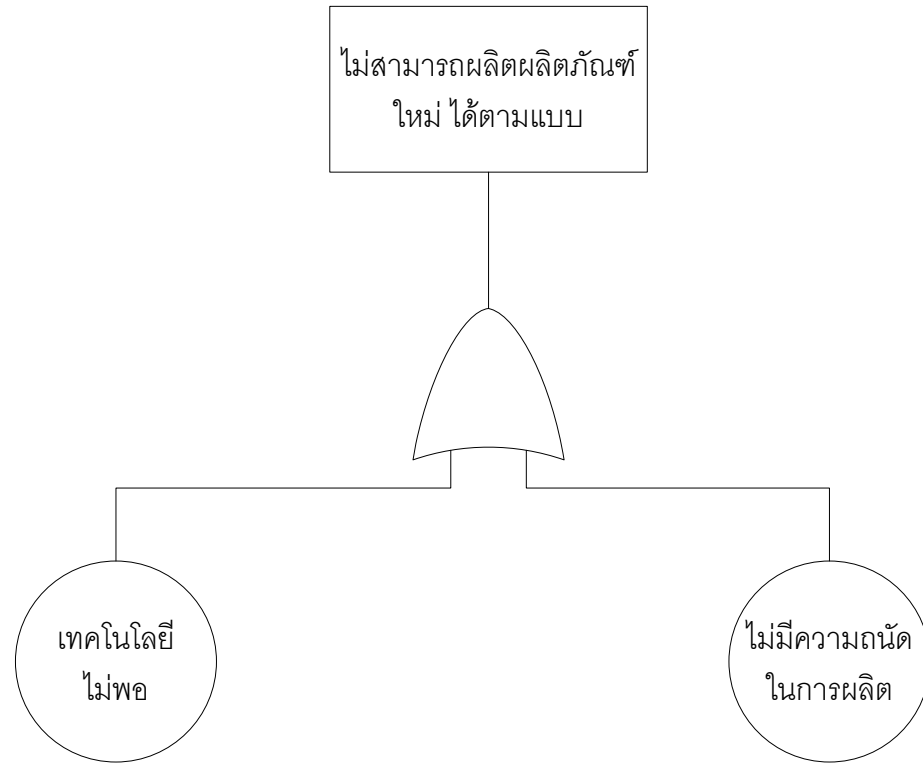 ไม่สามารถผลิตผลิตภัณฑ์
ใหม่ ได้ตามแบบ
เทคโนโลยี
ไม่พอ
ไม่มีความถนัด
ในการผลิต